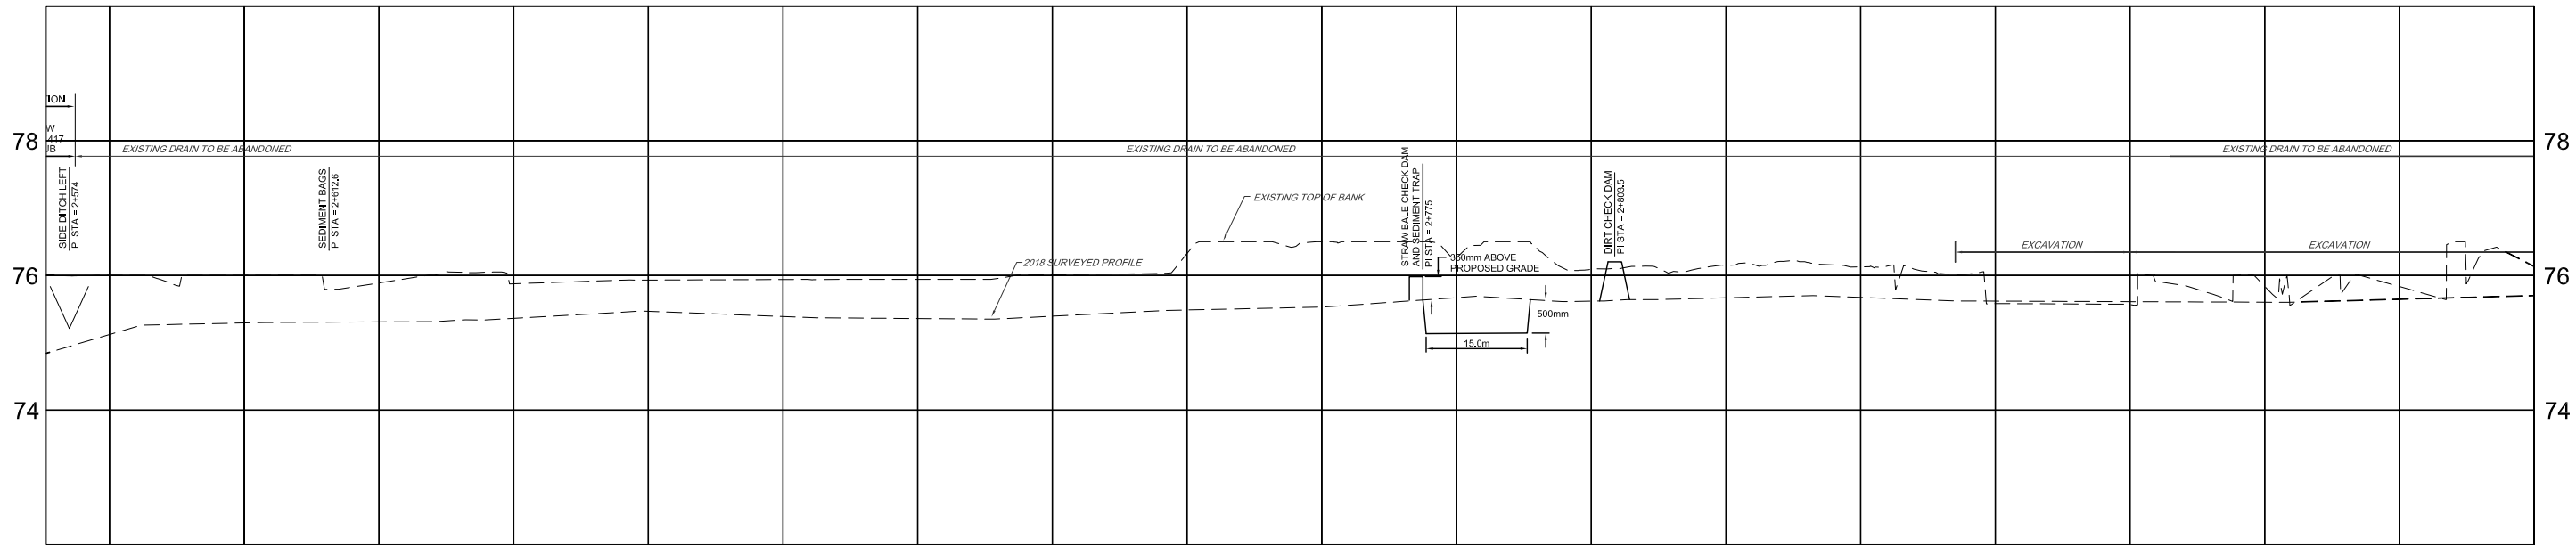 TION
W
417
JB
78
78
EXISTING DRAIN TO BE ABANDONED
EXISTING DRAIN TO BE ABANDONED
EXISTING DRAIN TO BE ABANDONED
SIDE DITCH LEFT
PI STA = 2+574
SEDIMENT BAGS
PI STA = 2+612.6
EXISTING TOP OF BANK
STRAW BALE CHECK DAM
AND SEDIMENT TRAP
PI STA = 2+775
DIRT CHECK DAM
PI STA = 2+803.5
EXCAVATION
EXCAVATION
2018 SURVEYED PROFILE
ABOVE
PROPOSED GRADE
76
76
500mm
15.0m
74
74